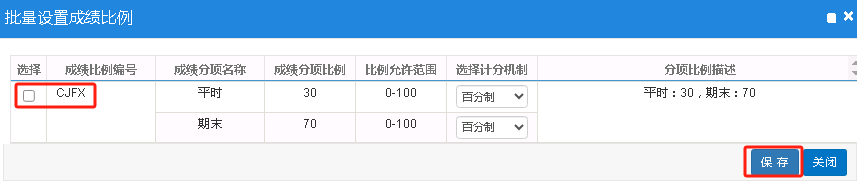 批量设置成绩比例
选择 成绩比例编号 成绩分项名称 成绩分项比例 比例允许范围 选择计分机制 分项比例描述
CJFX 平时 30 0-100 百分制 平时：30，期末：70
期末 70 0-100 百分制
保存 关闭